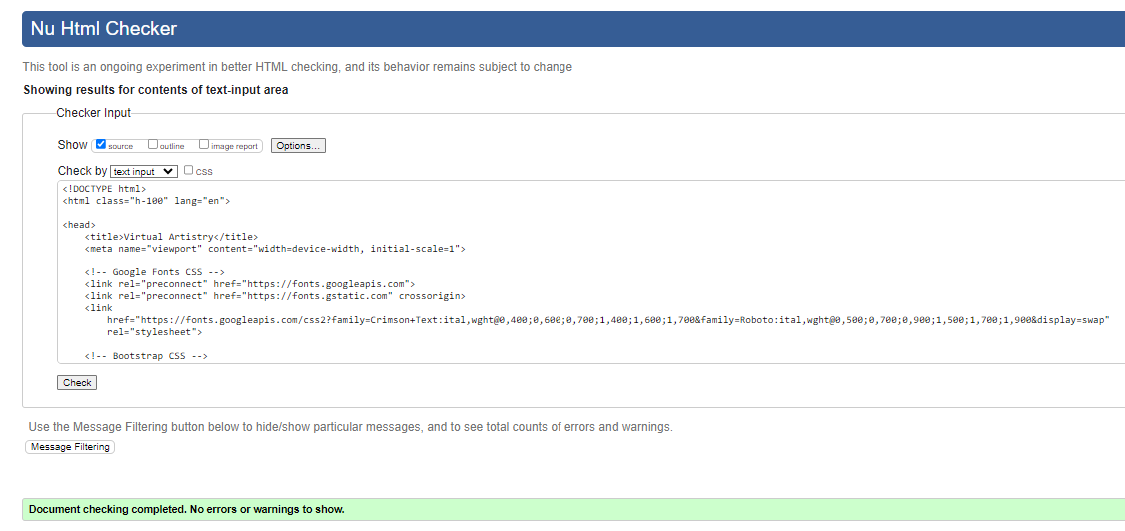 Nu Html Checker
This tool is an ongoing experiment in better HTML checking, and its behavior remains subject to change
Showing results for contents of text-input area
Checker Input
Show source outline image report Options...
Check by text input css
<!DOCTYPE html>
<html class="h-100" lang="en">
<head>
<title>Virtual Artistry</title>
<meta name="viewport" content="width=device-width, initial-scale=1">
<!-- Google Fonts CSS -->
<link rel="preconnect" href="https://fonts.googleapis.com">
<link rel="preconnect" href="https://fonts.gstatic.com" crossorigin>
<link
href="https://fonts.googleapis.com/css2?family=Crimson+Text:ital,wght@0,400;0,600;0,700;1,400;1,600;1,700&family=Roboto:ital,wght@0,500;0,700;0,900;1,500;1,700;1,900&display=swap"
rel="stylesheet">
<!-- Bootstrap CSS -->
Check
Use the Message Filtering button below to hide/show particular messages, and to see total counts of errors and warnings.
Message Filtering
Document checking completed. No errors or warnings to show.